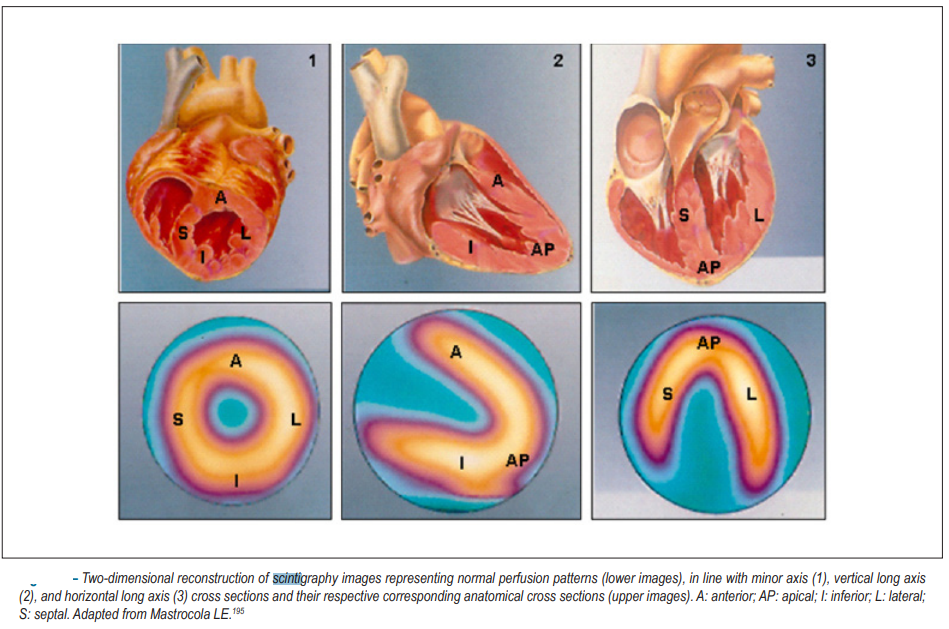 1
2
3
A
S
L
I
A
I
AP
S
L
AP
A
S
L
I
A
I
AP
AP
S
L
– Two-dimensional reconstruction of scintigraphy images representing normal perfusion patterns (lower images), in line with minor axis (1), vertical long axis
(2), and horizontal long axis (3) cross sections and their respective corresponding anatomical cross sections (upper images). A: anterior; AP: apical; I: inferior; L: lateral;
S: septal. Adapted from Mastrocola LE.¹⁹⁵